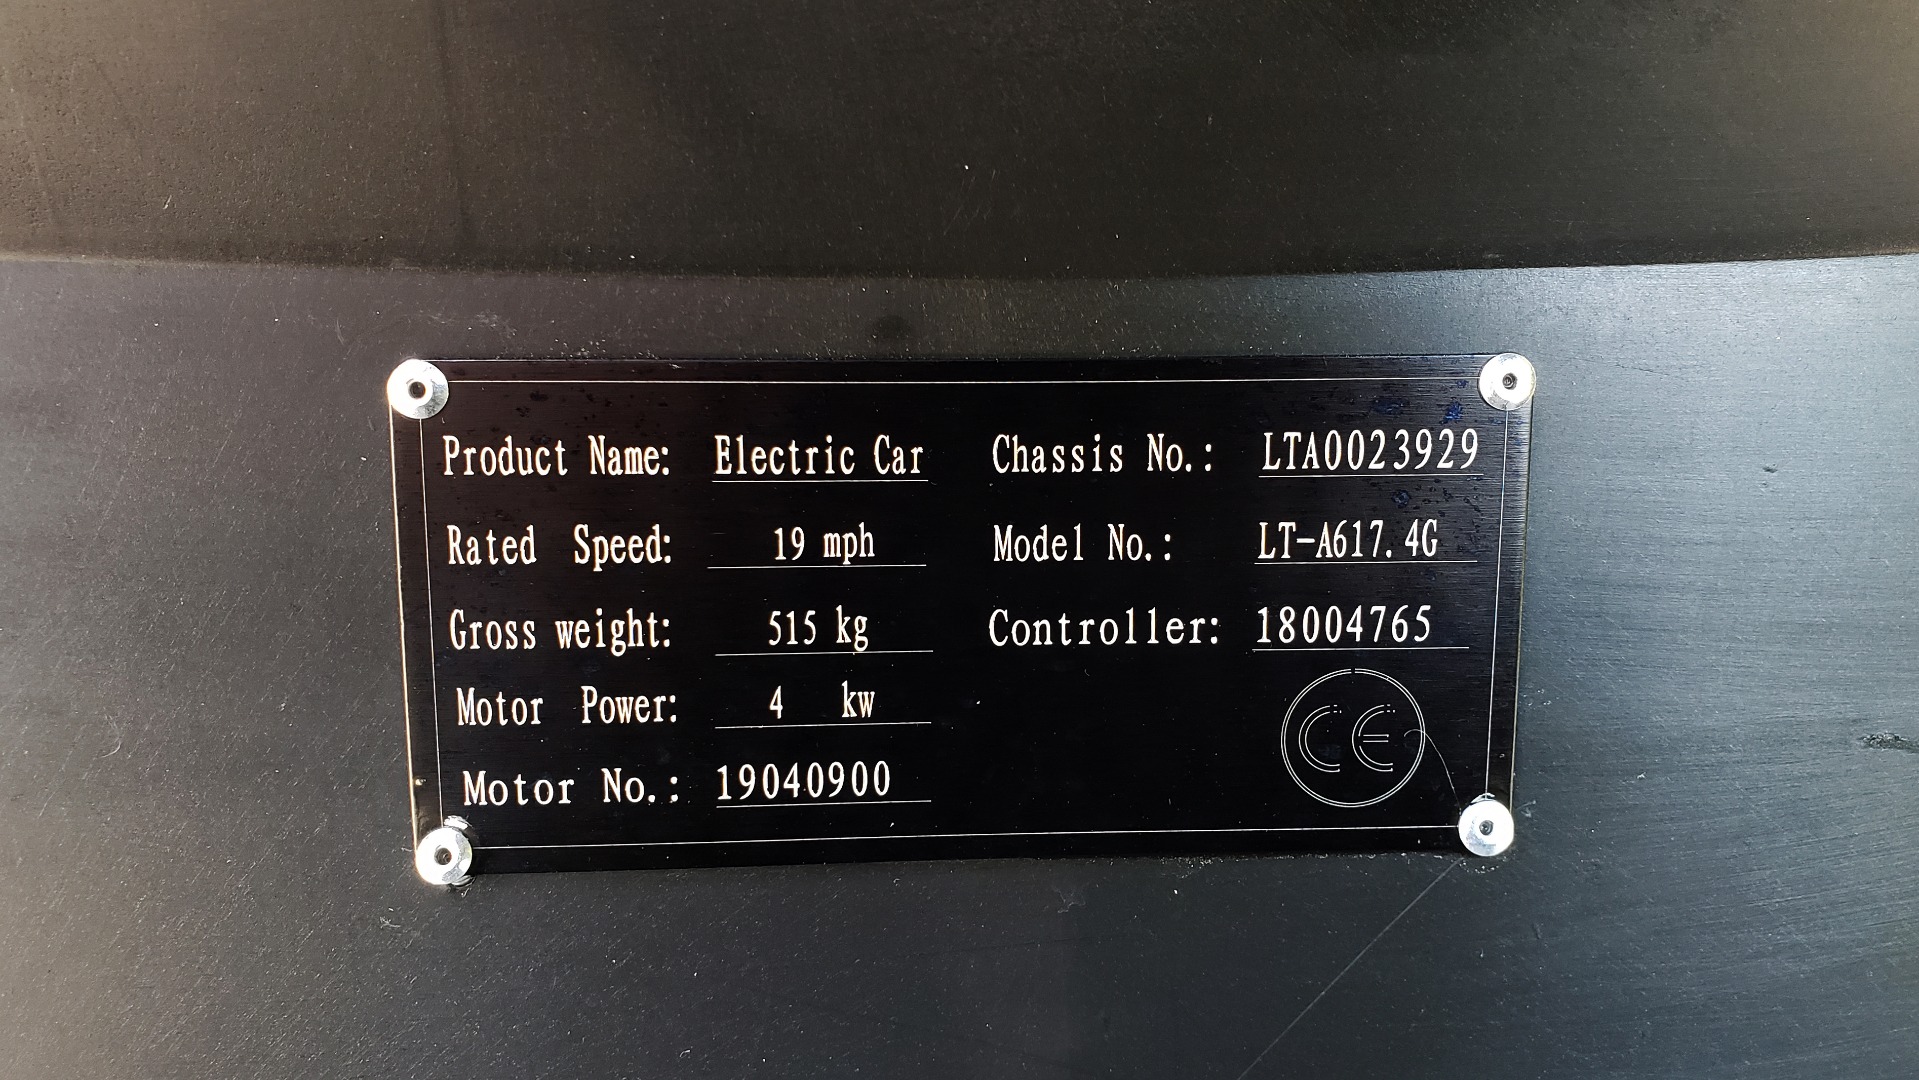 Product Name: Electric Car Chassis No.: LTA0023929
Rated Speed: 19 mph Model No.: LT-A617.4G
Gross weight: 515 kg Controller: 18004765
Motor Power: 4 kw
CE
Motor No.: 19040900